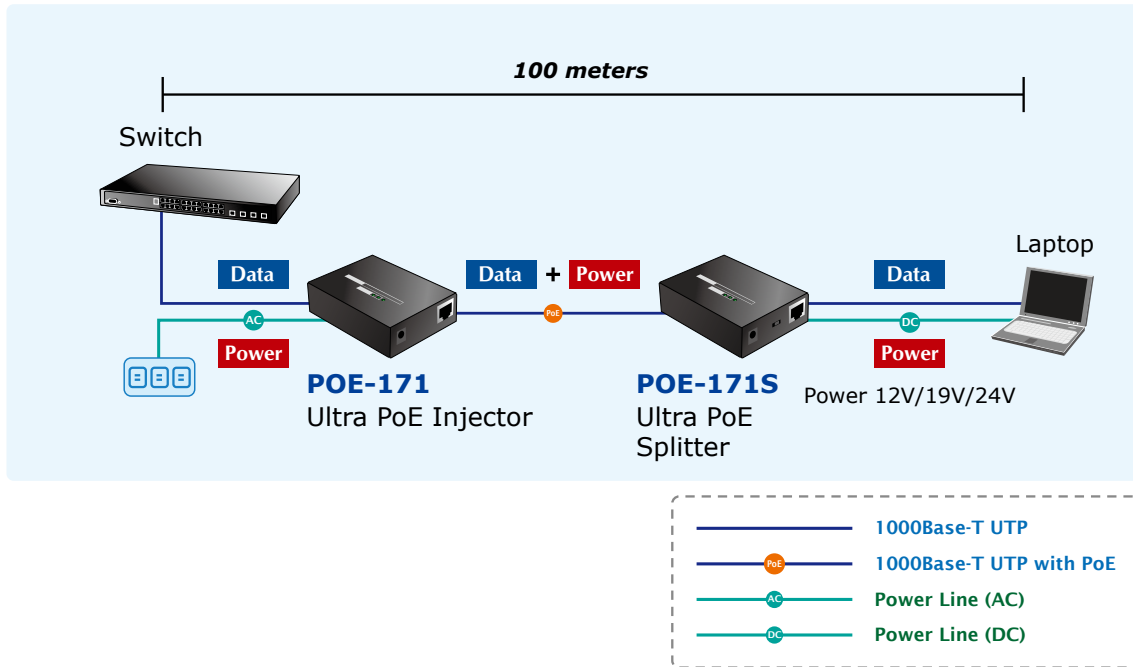 100 meters
Switch
Laptop
Data
Data + Power
Data
AC
PoE
DC
Power
Power
POE-171
Ultra PoE Injector
POE-171S
Ultra PoE
Splitter
Power 12V/19V/24V
1000Base-T UTP
PoE
1000Base-T UTP with PoE
AC
Power Line (AC)
DC
Power Line (DC)